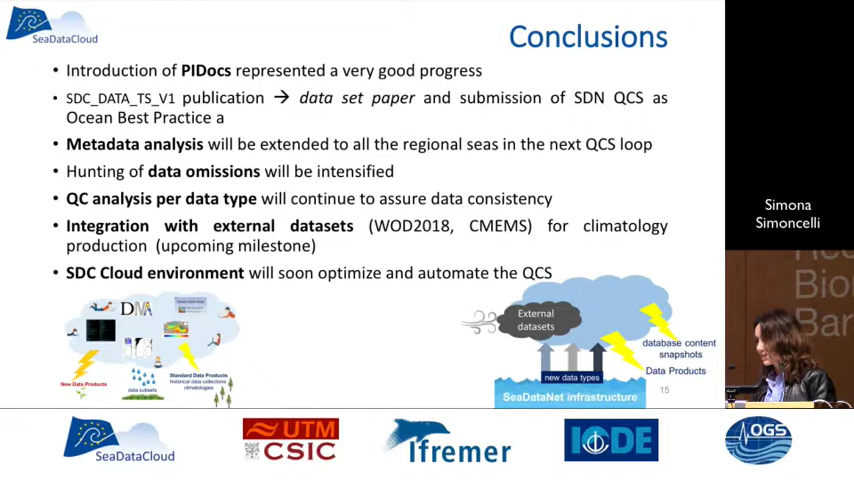 SeaDataCloud
Conclusions
• Introduction of PIDocs represented a very good progress
• SDC_DATA_TS_V1 publication → data set paper and submission of SDN QCS as
Ocean Best Practice a
• Metadata analysis will be extended to all the regional seas in the next QCS loop
• Hunting of data omissions will be intensified
• QC analysis per data type will continue to assure data consistency
• Integration with external datasets (WOD2018, CMEMS) for climatology
production (upcoming milestone)
• SDC Cloud environment will soon optimize and automate the QCS
New Data Products
data subsets
Standard Data Products
historical data collections
climatologies
External
datasets
new data types
SeaDataNet infrastructure
database content
snapshots
Data Products
15
Simona
Simoncelli
Bio
Bar
SeaDataCloud
UTM
CSIC
Ifremer
IODE
OGS